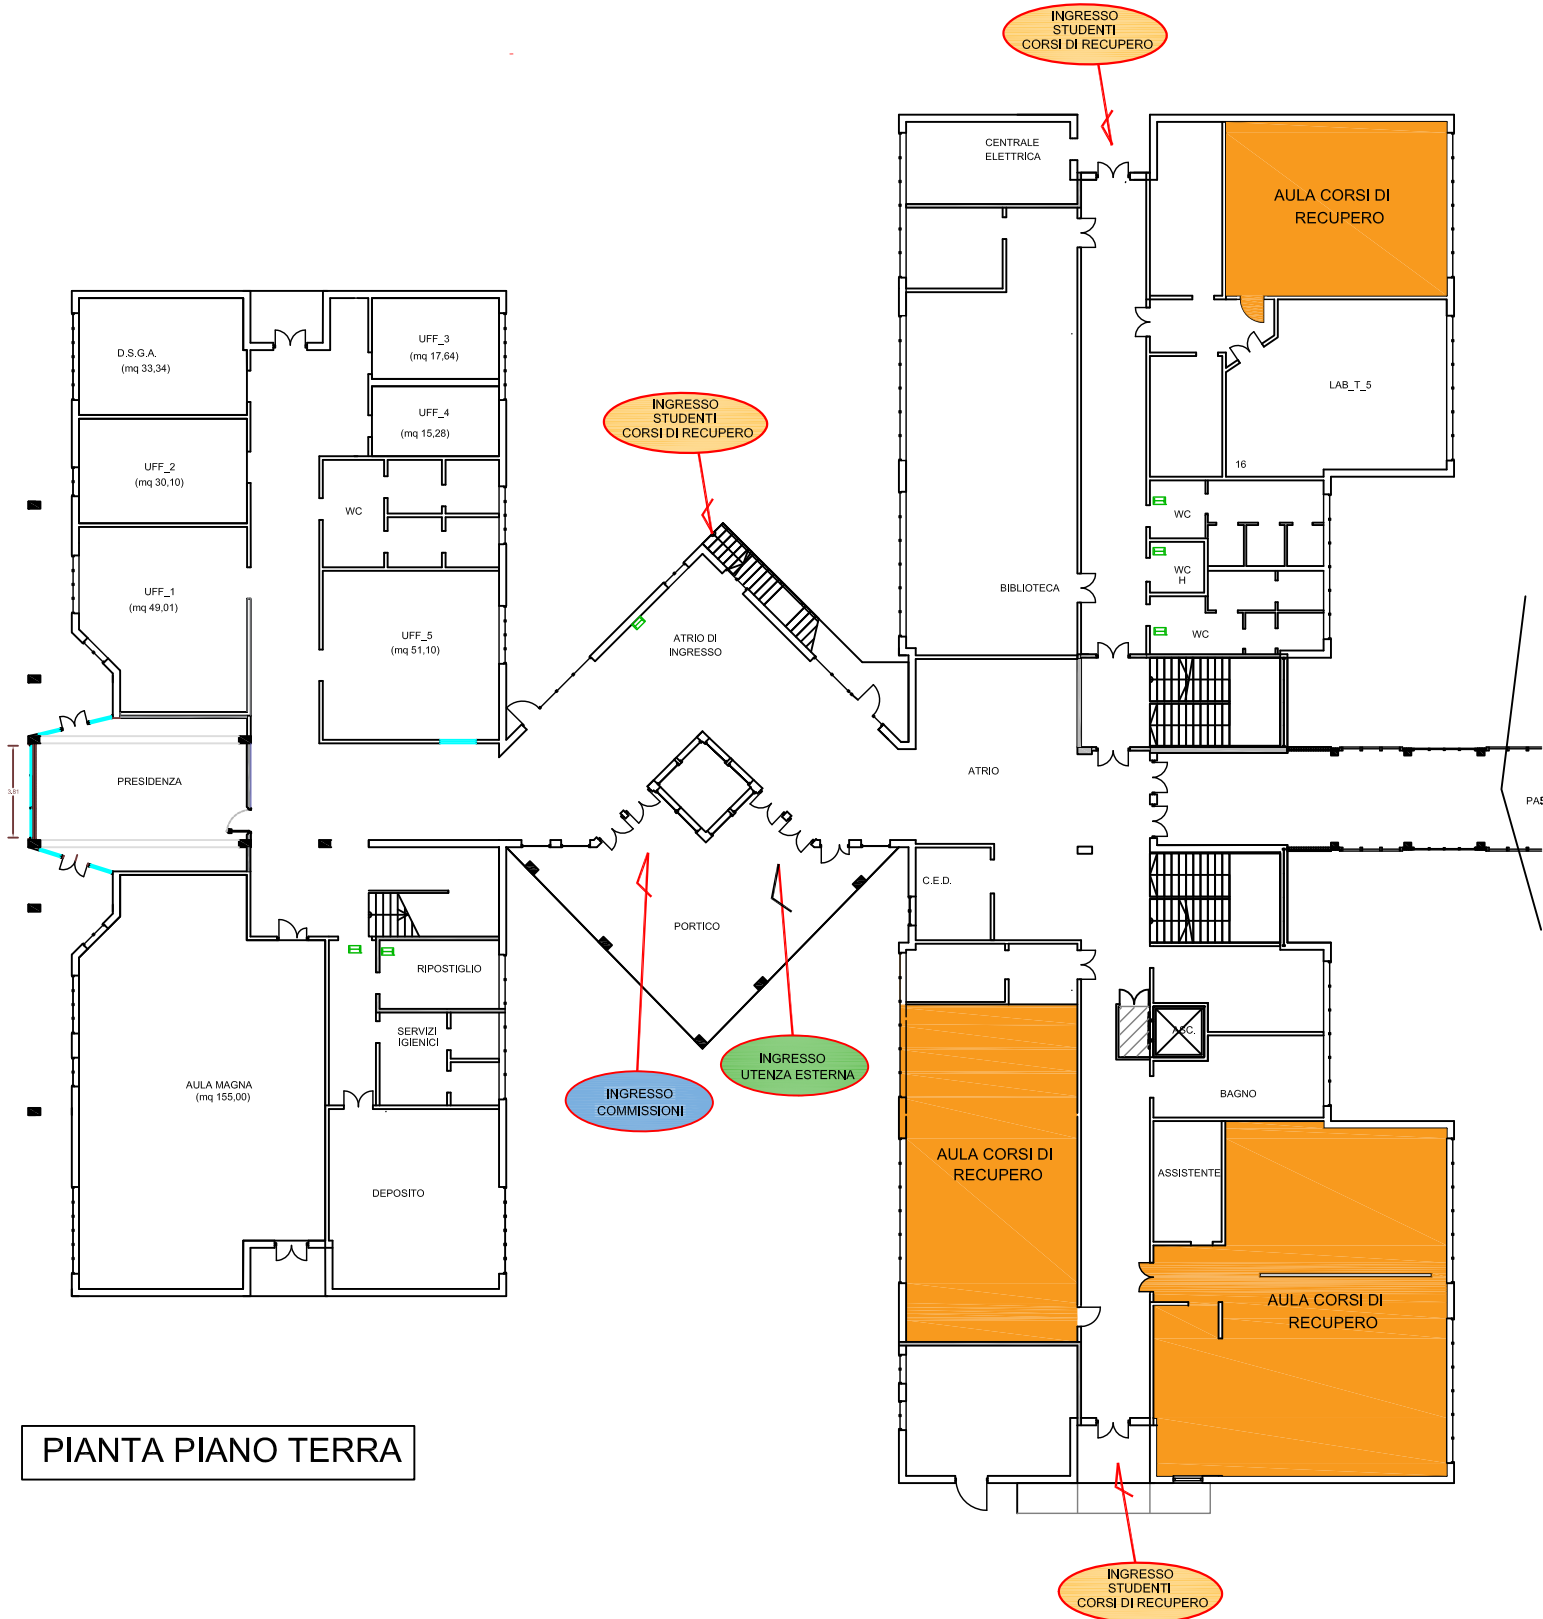 INGRESSO
STUDENTI
CORSI DI RECUPERO
CENTRALE
ELETTRICA
AULA CORSI DI
RECUPERO
D.S.G.A.
(mq 33,34)
UFF_3
(mq 17,64)
UFF_4
(mq 15,28)
UFF_2
(mq 30,10)
WC
UFF_1
(mq 49,01)
UFF_5
(mq 51,10)
INGRESSO
STUDENTI
CORSI DI RECUPERO
LAB_T_5
16
WC
WC
H
WC
BIBLIOTECA
ATRIO DI
INGRESSO
PRESIDENZA
3,81
ATRIO
C.E.D.
PORTICO
RIPOSTIGLIO
SERVIZI
IGIENICI
AULA MAGNA
(mq 155,00)
DEPOSITO
INGRESSO
COMMISSIONI
INGRESSO
UTENZA ESTERNA
ASC.
BAGNO
ASSISTENTE
AULA CORSI DI
RECUPERO
AULA CORSI DI
RECUPERO
PIANTA PIANO TERRA
INGRESSO
STUDENTI
CORSI DI RECUPERO